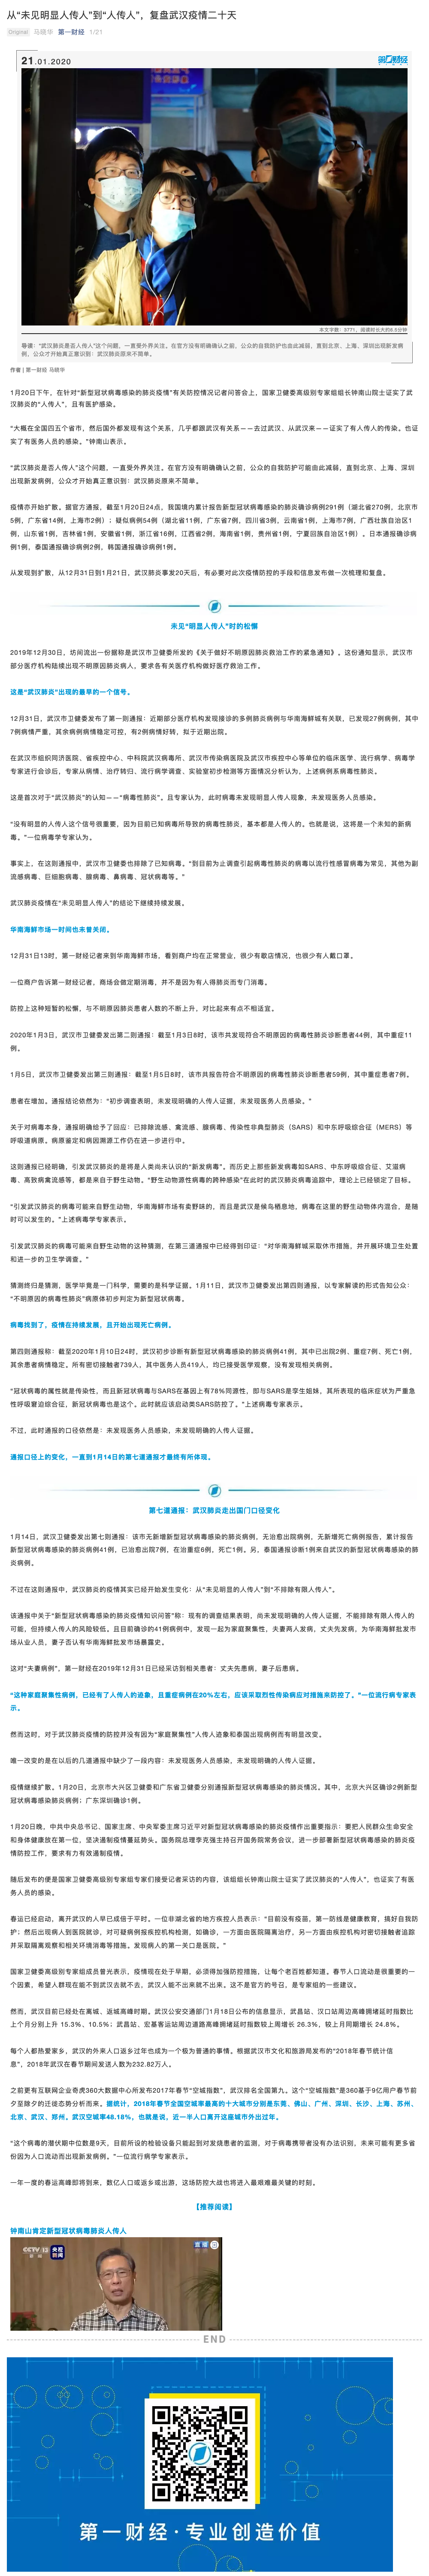 从“未见明显人传人”到“人传人”，复盘武汉疫情二十天
Original 马晓华 第一财经 1/21
21.01.2020
第一财经
本文字数：3771，阅读时长大约6.5分钟
导读：“武汉肺炎是否人传人”这个问题，一直受外界关注。在官方没有明确确认之前，公众的自我防护也由此减弱，直到北京、上海、深圳出现新发病
例，公众才开始真正意识到：武汉肺炎原来不简单。
作者 | 第一财经 马晓华
1月20日下午，在针对“新型冠状病毒感染的肺炎疫情”有关防控情况记者问答会上，国家卫健委高级别专家组组长钟南山院士证实了武
汉肺炎的“人传人”，且有医护感染。
“大概在全国四五个省市，然后国外都发现有这个关系，几乎都跟武汉有关系——去过武汉、从武汉来——证实了有人传人的传染。也证
实了有医务人员的感染。”钟南山表示。
“武汉肺炎是否人传人”这个问题，一直受外界关注。在官方没有明确确认之前，公众的自我防护可能由此减弱，直到北京、上海、深圳
出现新发病例，公众才开始真正意识到：武汉肺炎原来不简单。
疫情亦开始扩散。据官方通报，截至1月20日24点，我国境内累计报告新型冠状病毒感染的肺炎确诊病例291例（湖北省270例，北京市
5例，广东省14例，上海市2例）；疑似病例54例（湖北省11例，广东省7例，四川省3例，云南省1例，上海市7例，广西壮族自治区1
例，山东省1例，吉林省1例，安徽省1例，浙江省16例，江西省2例，海南省1例，贵州省1例，宁夏回族自治区1例）。日本通报确诊病
例1例，泰国通报确诊病例2例，韩国通报确诊病例1例。
从发现到扩散，从12月31日到1月21日，武汉肺炎事发20天后，有必要对此次疫情防控的手段和信息发布做一次梳理和复盘。
未见“明显人传人”时的松懈
2019年12月30日，坊间流出一份据称是武汉市卫健委所发的《关于做好不明原因肺炎救治工作的紧急通知》。这份通知显示，武汉市
部分医疗机构陆续出现不明原因肺炎病人，要求各有关医疗机构做好医疗救治工作。
这是“武汉肺炎”出现的最早的一个信号。
12月31日，武汉市卫健委发布了第一则通报：近期部分医疗机构发现接诊的多例肺炎病例与华南海鲜城有关联，已发现27例病例，其中
7例病情严重，其余病例病情稳定可控，有2例病情好转，拟于近期出院。
在武汉市组织同济医院、省疾控中心、中科院武汉病毒所、武汉市传染病医院及武汉市疾控中心等单位的临床医学、流行病学、病毒学
专家进行会诊后，专家从病情、治疗转归、流行病学调查、实验室初步检测等方面情况分析认为，上述病例系病毒性肺炎。
这是首次对于“武汉肺炎”的认知——“病毒性肺炎”。且专家认为，此时病毒未发现明显人传人现象，未发现医务人员感染。
“没有明显的人传人这个信号很重要，因为目前已知病毒所导致的病毒性肺炎，基本都是人传人的。也就是说，这将是一个未知的新病
毒。”一位病毒学专家认为。
事实上，在这则通报中，武汉市卫健委也排除了已知病毒。“到目前为止调查引起病毒性肺炎的病毒以流行性感冒病毒为常见，其他为副
流感病毒、巨细胞病毒、腺病毒、鼻病毒、冠状病毒等。”
武汉肺炎疫情在“未见明显人传人”的结论下继续持续发展。
华南海鲜市场一时间也未曾关闭。
12月31日13时，第一财经记者来到华南海鲜市场，看到商户均在正常营业，很少有歇店情况，也很少有人戴口罩。
一位商户告诉第一财经记者，商场会做定期消毒，并不是因为有人得肺炎而专门消毒。
防控上这种短暂的松懈，与不明原因肺炎患者人数的不断上升，对比起来有点不相适宜。
2020年1月3日，武汉市卫健委发出第二则通报：截至1月3日8时，该市共发现符合不明原因的病毒性肺炎诊断患者44例，其中重症11
例。
1月5日，武汉市卫健委发出第三则通报：截至1月5日8时，该市共报告符合不明原因的病毒性肺炎诊断患者59例，其中重症患者7例。
患者在增加。通报结论依然为：“初步调查表明，未发现明确的人传人证据，未发现医务人员感染。”
关于对病毒本身，通报明确给予了回应：已排除流感、禽流感、腺病毒、传染性非典型肺炎（SARS）和中东呼吸综合征（MERS）等
呼吸道病原。病原鉴定和病因溯源工作仍在进一步进行中。
这则通报已经明确，引发武汉肺炎的是将是人类尚未认识的“新发病毒”。而历史上那些新发病毒如SARS、中东呼吸综合征、艾滋病
毒、高致病禽流感等，都是来自于野生动物。“野生动物源性病毒的跨种感染”在此时的武汉肺炎病毒追踪中，理论上已经锁定了目标。
“引发武汉肺炎的病毒可能来自野生动物，华南海鲜市场有卖野味的，而且是武汉是候鸟栖息地，病毒在这里的野生动物体内混合，是随
时可以发生的。”上述病毒学专家表示。
引发武汉肺炎的病毒可能来自野生动物的这种猜测，在第三道通报中已经得到印证：“对华南海鲜城采取休市措施，并开展环境卫生处置
和进一步的卫生学调查。”
猜测终归是猜测，医学毕竟是一门科学，需要的是科学证据。1月11日，武汉市卫健委发出第四则通报，以专家解读的形式告知公众：
“不明原因的病毒性肺炎”病原体初步判定为新型冠状病毒。
病毒找到了，疫情在持续发展，且开始出现死亡病例。
第四则通报称：截至2020年1月10日24时，武汉初步诊断有新型冠状病毒感染的肺炎病例41例，其中已出院2例、重症7例、死亡1例，
其余患者病情稳定。所有密切接触者739人，其中医务人员419人，均已接受医学观察，没有发现相关病例。
“冠状病毒的属性就是传染性，而且新冠状病毒与SARS在基因上有78%同源性，即与SARS是学生姐妹，其所表现的临床症状为严重急
性呼吸窘迫综合征，新冠状病毒也是这个。此时就应该启动类SARS防控了。”上述病毒专家表示。
不过，此时通报的口径依然是：未发现医务人员感染，未发现明确的人传人证据。
通报口径上的变化，一直到1月14日的第七道通报才最终有所体现。
第七道通报：武汉肺炎走出国门口径变化
1月14日，武汉卫健委发出第七则通报：该市无新增新型冠状病毒感染的肺炎病例，无治愈出院病例，无新增死亡病例报告，累计报告
新型冠状病毒感染的肺炎病例41例，已治愈出院7例，在治重症6例，死亡1例。另，泰国通报诊断1例来自武汉的新型冠状病毒感染的肺
炎病例。
不过在这则通报中，武汉肺炎的疫情其实已经开始发生变化：从“未见明显的人传人”到“不排除有限人传人”。
该通报中关于“新型冠状病毒感染的肺炎疫情知识问答”称：现有的调查结果表明，尚未发现明确的人传人证据，不能排除有限人传人的
可能，但持续人传人的风险较低。且目前确诊的41例病例中，发现一起为家庭聚集性，夫妻两人发病，丈夫先发病，为华南海鲜批发市
场从业人员，妻子否认有华南海鲜批发市场暴露史。
这对“夫妻病例”，第一财经在2019年12月31日已经采访到相关患者：丈夫先患病，妻子后患病。
“这种家庭聚集性病例，已经有了人传人的迹象，且重症病例在20%左右，应该采取烈性传染病应对措施来防控了。”一位流行病专家表
示。
然而这时，对于武汉肺炎疫情的防控并没有因为“家庭聚集性”人传人迹象和泰国出现病例而有明显改变。
唯一改变的是在以后的几道通报中缺少了一段内容：未发现医务人员感染，未发现明确的人传人证据。
疫情继续扩散。1月20日，北京市大兴区卫健委和广东省卫健委分别通报新型冠状病毒感染的肺炎情况。其中，北京大兴区确诊2例新型
冠状病毒感染肺炎病例；广东深圳确诊1例。
1月20日晚，中共中央总书记、国家主席、中央军委主席习近平对新型冠状病毒感染的肺炎疫情作出重要指示：要把人民群众生命安全
和身体健康放在第一位，坚决遏制疫情蔓延势头。国务院总理李克强主持召开国务院常务会议，进一步部署新型冠状病毒感染的肺炎疫
情防控工作，要求有力有效遏制疫情。
随后发布的便是国家卫健委高级别专家组专家们接受记者采访的内容，该组组长钟南山院士证实了武汉肺炎的“人传人”，也证实了有医
务人员的感染。
春运已经启动，离开武汉的人早已成倍于平时。一位非湖北省的地方疾控人员表示：“目前没有疫苗，第一防线是健康教育，搞好自我防
护；然后出现病人到医院就诊，对可疑病例报疾控机构检测，如确诊，一方面由医院隔离治疗，另一方面由疾控机构对密切接触者追踪
并采取隔离观察和相关环境消毒等措施。发现病人的第一关口是医院。”
国家卫健委高级别专家组成员曾光表示，疫情现在处于早期，必须得加强防控措施，让每个老百姓都知道。春节人口流动是很重要的一
个因素，希望人群现在能不到武汉去就不去，武汉人能不出来就不出来。这不是官方的号召，是专家组的一些建议。
然而，武汉目前已经处在离城、返城高峰时期。武汉公安交通部门1月18日公布的信息显示，武昌站、汉口站周边高峰拥堵延时指数比
上个月分别上升 15.3%、10.5%；武昌站、宏基客运站周边道路高峰拥堵延时指数较上周增长 26.3%，较上月同期增长 24.8%。
每个人都热爱家乡，武汉的外来人口返乡过年也成为一个极为普通的事情。根据武汉市文化和旅游局发布的“2018年春节统计信
息”，2018年武汉在春节期间发送人数为232.82万人。
之前更有互联网企业奇虎360大数据中心所发布2017年春节“空城指数”，武汉排名全国第九。这个“空城指数”是360基于9亿用户春节前
夕至除夕的迁徙态势分析而来。据统计，2018年春节全国空城率最高的十大城市分别是东莞、佛山、广州、深圳、长沙、上海、苏州、
北京、武汉、郑州。武汉空城率48.18%，也就是说，近一半人口离开这座城市外出过年。
“这个病毒的潜伏期中位数是9天，目前所设的检验设备只能起到对发烧患者的监测，对于病毒携带者没有办法识别，未来可能有更多省
份因为人口流动而出现新发病例。”一位流行病学专家表示。
一年一度的春运高峰即将到来，数亿人口或返乡或出游，这场防控大战也将进入最艰难最关键的时刻。
【推荐阅读】
钟南山肯定新型冠状病毒肺炎人传人
CCTV 13
新闻
央视
新闻
直播
END
第一财经·专业创造价值